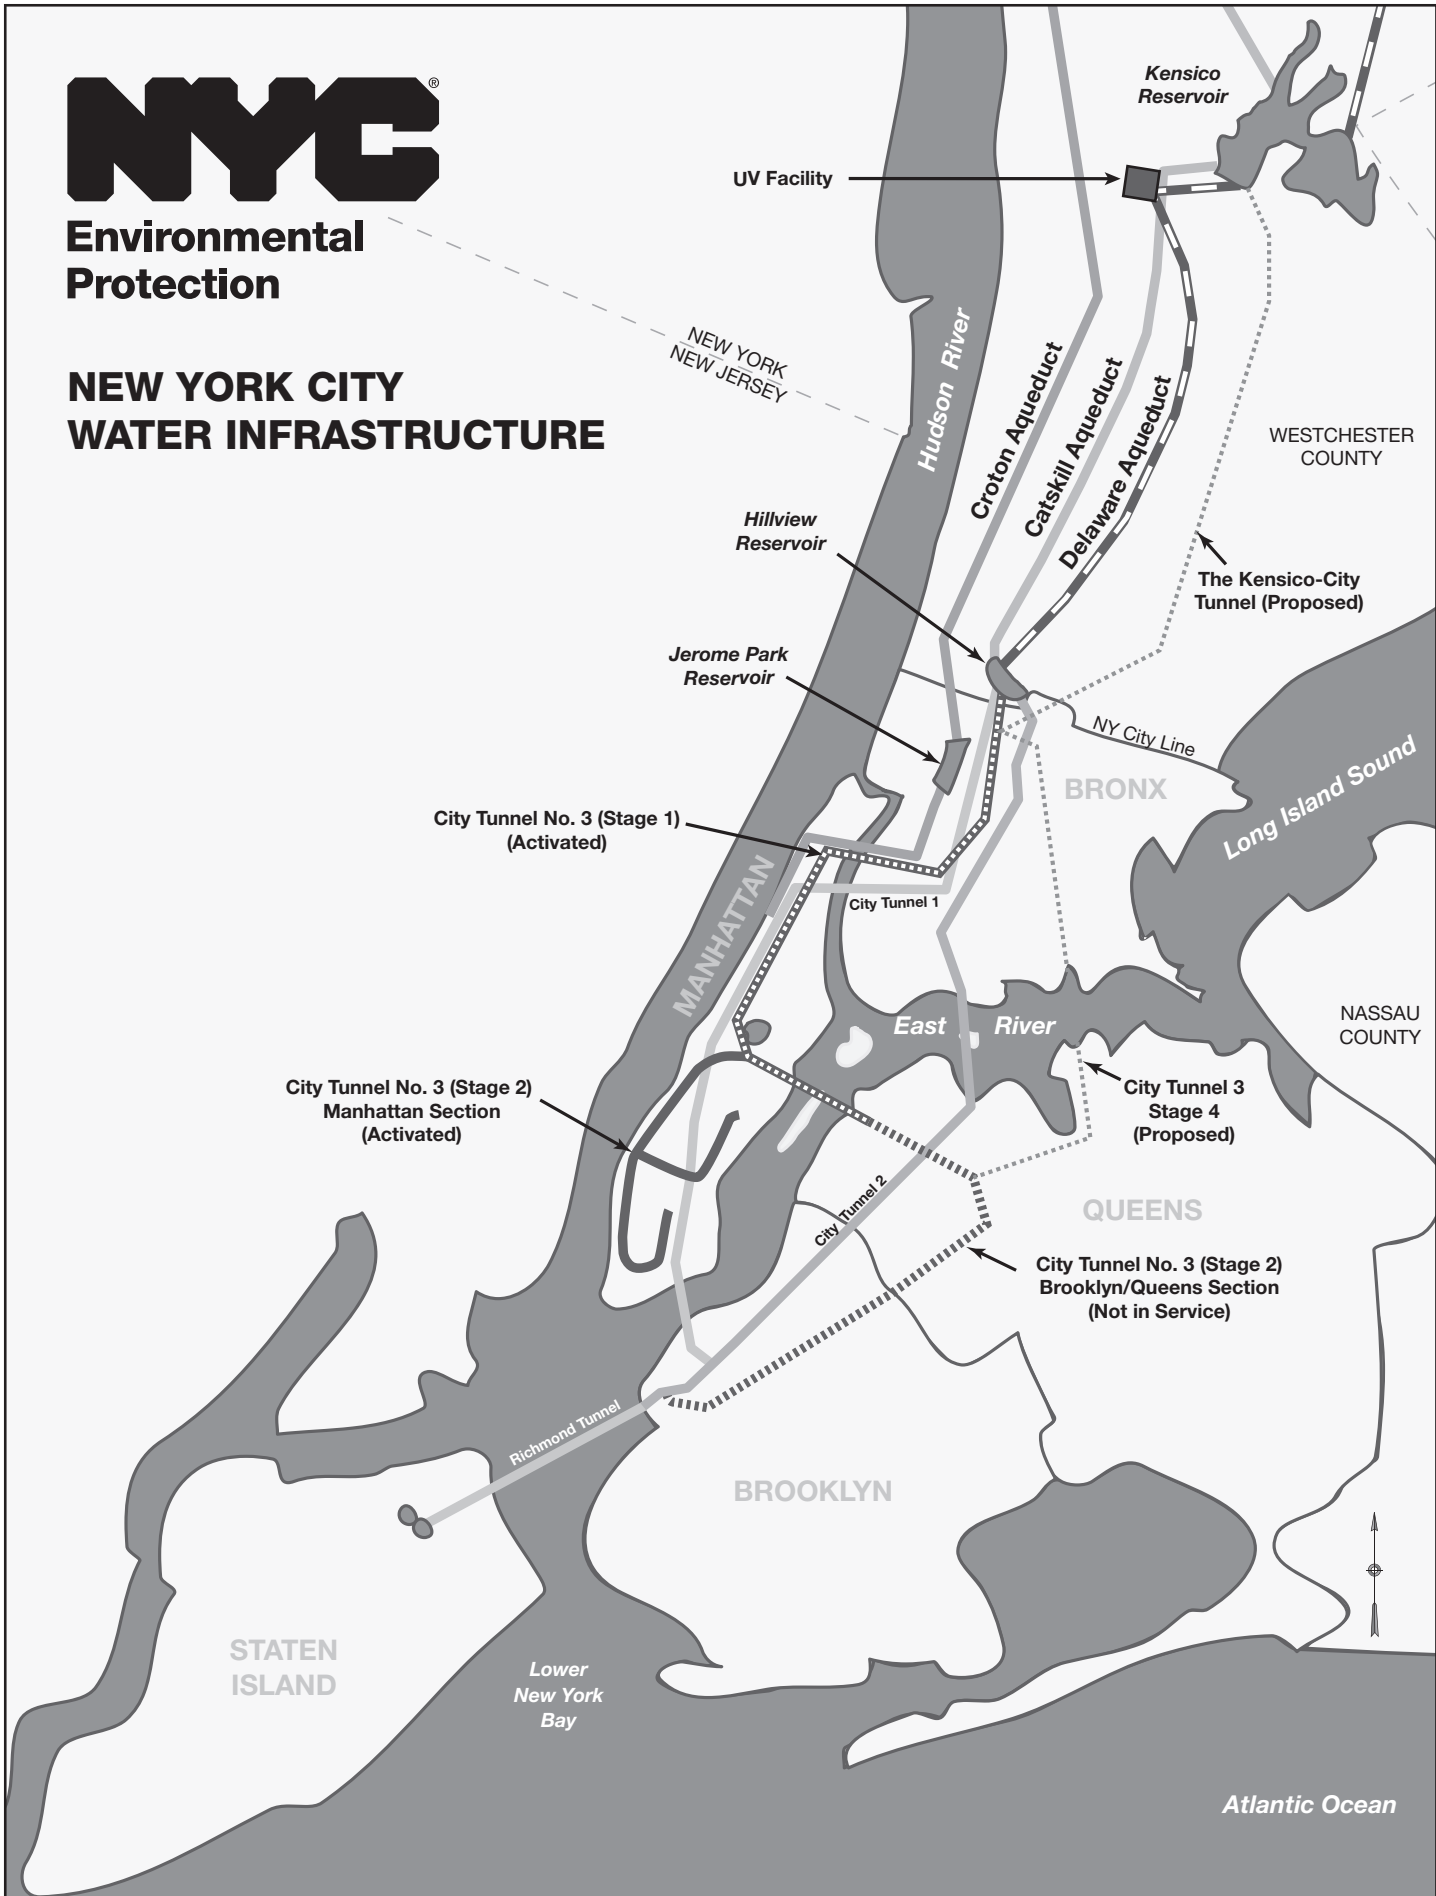 NYC®
Environmental
Protection
NEW YORK CITY
WATER INFRASTRUCTURE
Kensico
Reservoir
UV Facility
NEW YORK
NEW JERSEY
Hudson River
Croton Aqueduct
Catskill Aqueduct
Delaware Aqueduct
WESTCHESTER
COUNTY
Hillview
Reservoir
The Kensico-City
Tunnel (Proposed)
Jerome Park
Reservoir
NY City Line
BRONX
Long Island Sound
City Tunnel No. 3 (Stage 1)
(Activated)
MANHATTAN
City Tunnel 1
East River
NASSAU
COUNTY
City Tunnel No. 3 (Stage 2)
Manhattan Section
(Activated)
City Tunnel 3
Stage 4
(Proposed)
City Tunnel 2
QUEENS
City Tunnel No. 3 (Stage 2)
Brooklyn/Queens Section
(Not in Service)
Richmond Tunnel
BROOKLYN
STATEN
ISLAND
Lower
New York
Bay
Atlantic Ocean